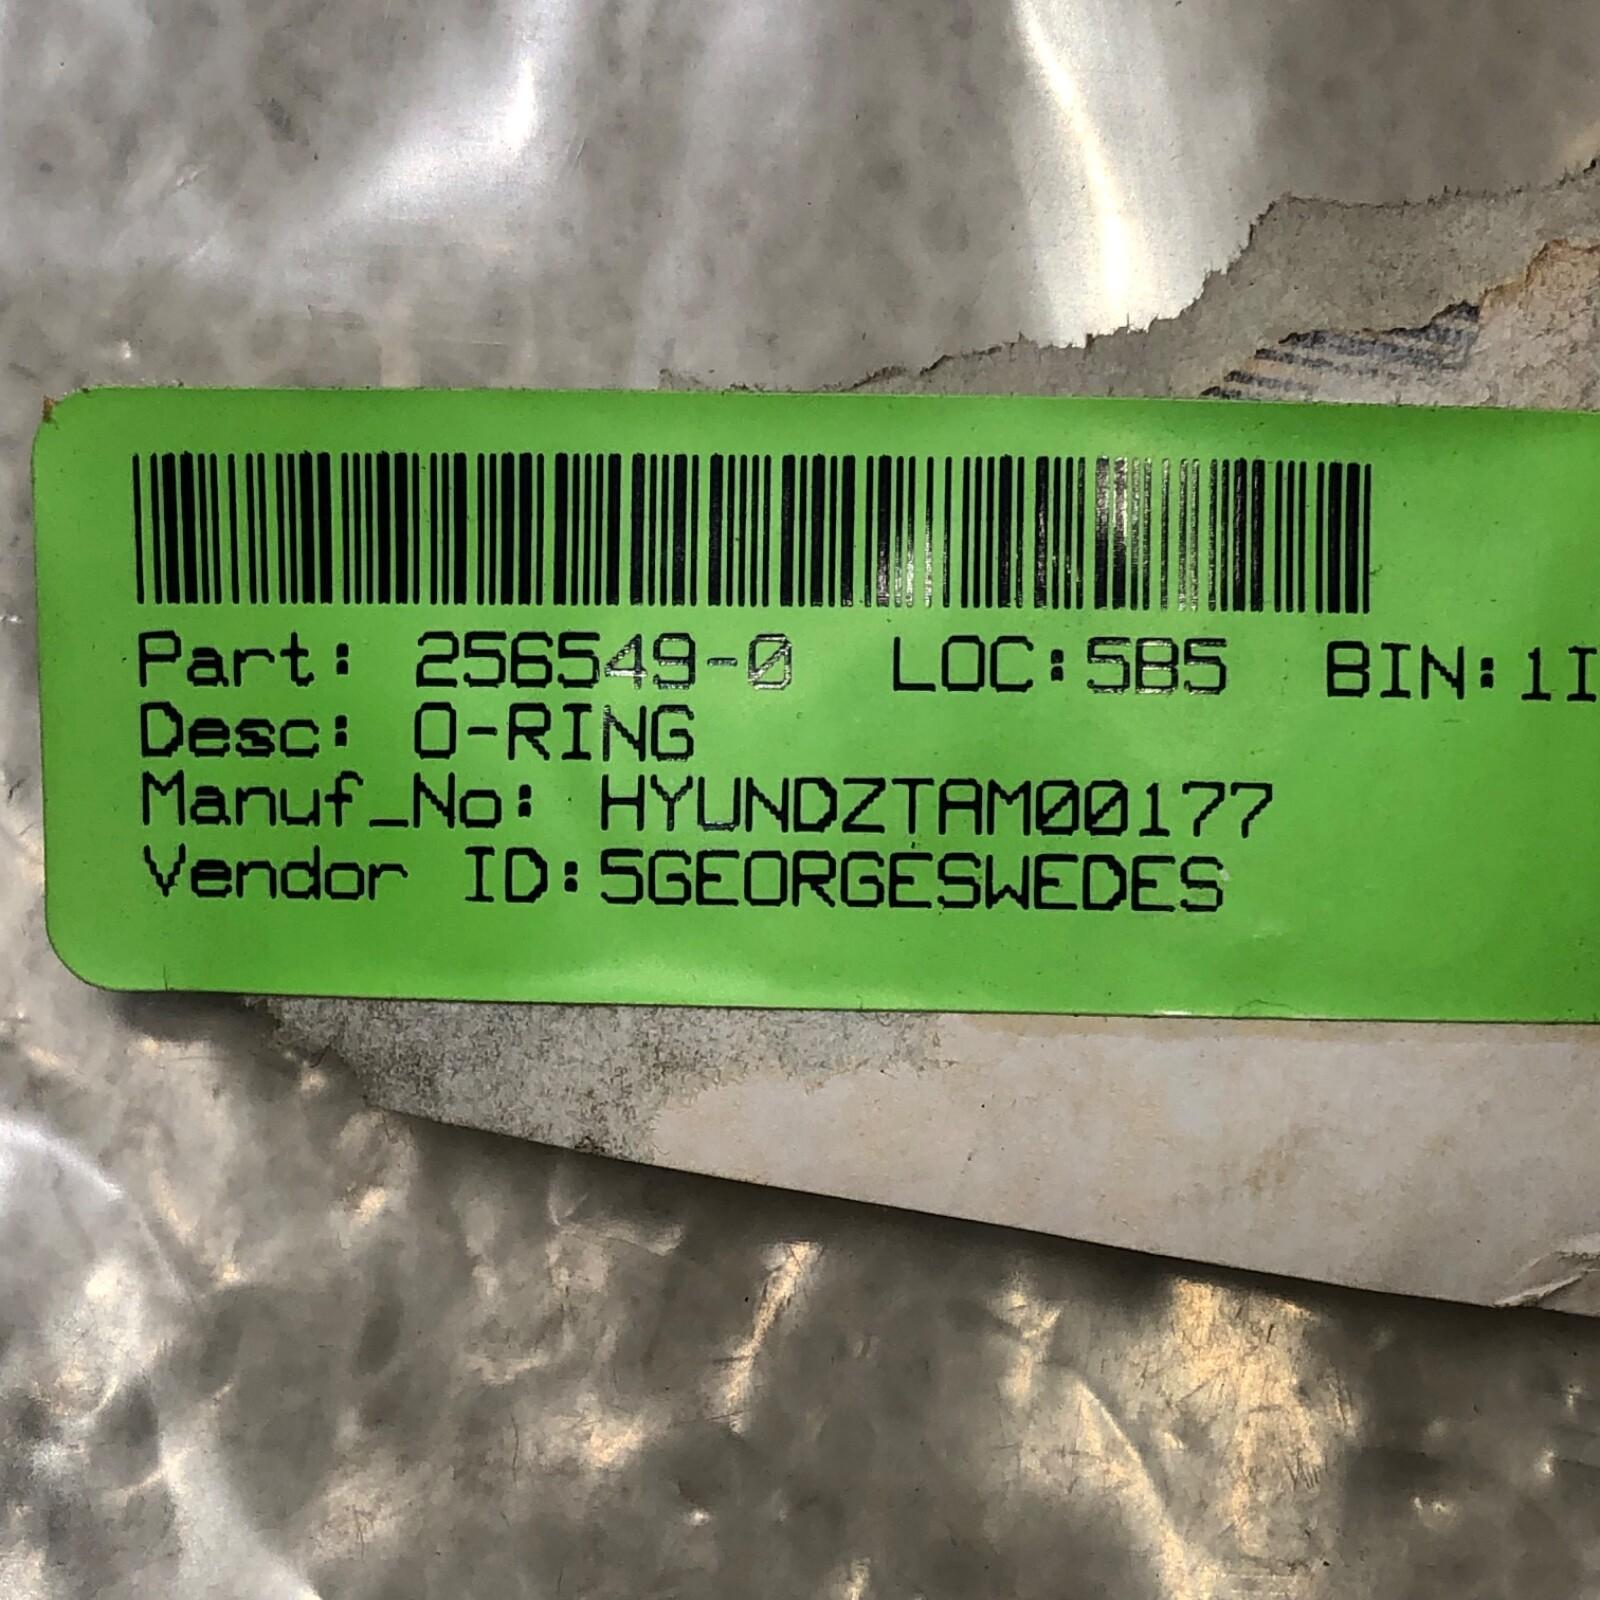 Part: 256549-0 LOC:5B5 BIN:1I
Desc: O-RING
Manuf_No: HYUNDZTAM00177
Vendor ID:5GEORGESWEDES